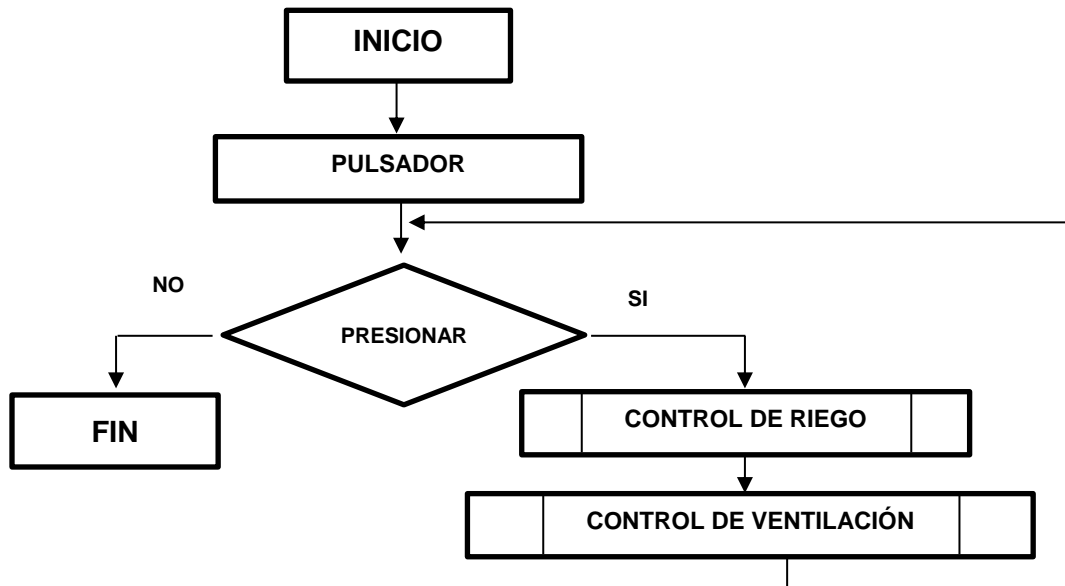 INICIO
PULSADOR
NO
SI
PRESIONAR
CONTROL DE RIEGO
FIN
CONTROL DE VENTILACIÓN